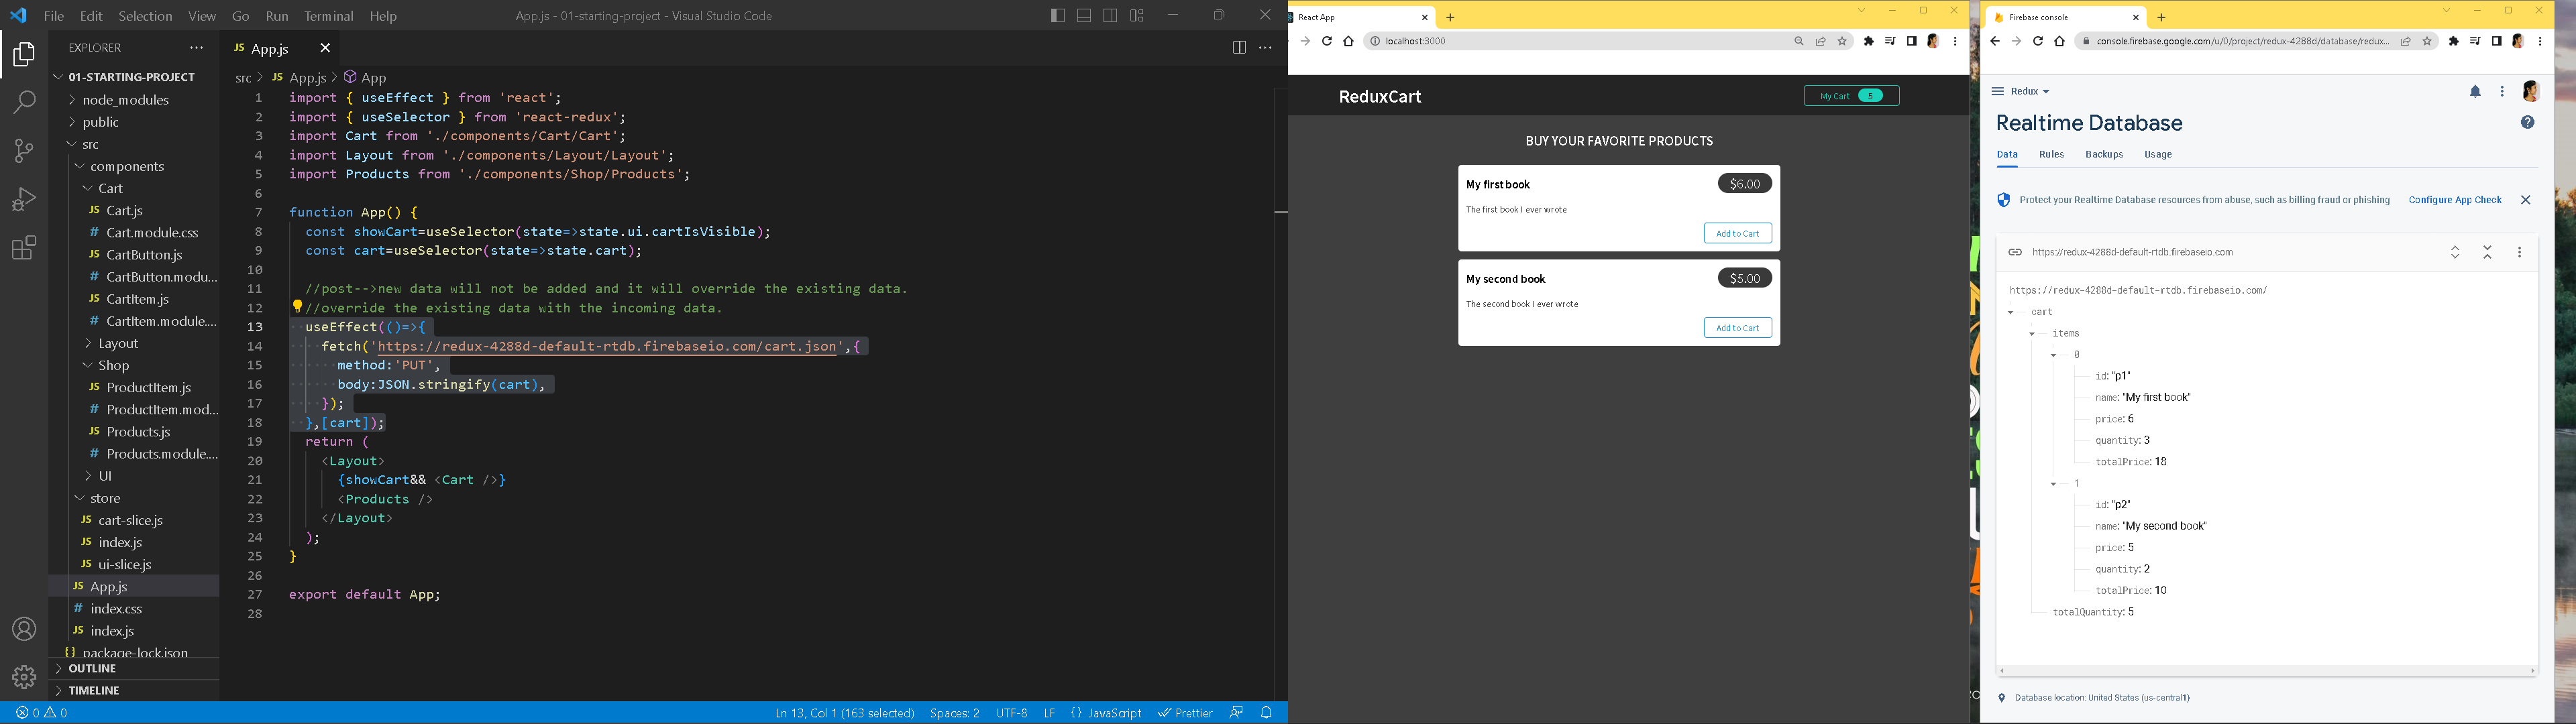 File Edit Selection View Go Run Terminal Help
App.js - 01-starting-project - Visual Studio Code
EXPLORER
01-STARTING-PROJECT
node_modules
public
src
components
Cart
JS Cart.js
# Cart.module.css
JS CartButton.js
# CartButton.modu...
JS CartItem.js
# CartItem.module....
Layout
Shop
JS ProductItem.js
# ProductItem.mod...
JS Products.js
# Products.module....
UI
store
JS cart-slice.js
JS index.js
JS ui-slice.js
JS App.js
# index.css
JS index.js
{} package-lock.json
OUTLINE
TIMELINE
JS App.js
src > JS App.js > App
1 import { useEffect } from 'react';
2 import { useSelector } from 'react-redux';
3 import Cart from './components/Cart/Cart';
4 import Layout from './components/Layout/Layout';
5 import Products from './components/Shop/Products';
6
7 function App() {
8 const showCart=useSelector(state=>state.ui.cartIsVisible);
9 const cart=useSelector(state=>state.cart);
10
11 //post-->new data will not be added and it will override the existing data.
12 //override the existing data with the incoming data.
13 useEffect(()=>{
14 fetch('https://redux-4288d-default-rtdb.firebaseio.com/cart.json',{
15 method:'PUT',
16 body:JSON.stringify(cart),
17 });
18 },[cart]);
19 return (
20 <Layout>
21 {showCart&& <Cart />}
22 <Products />
23 </Layout>
24 );
25 }
26
27 export default App;
28
0 0
Ln 13, Col 1 (163 selected) Spaces: 2 UTF-8 LF {} JavaScript Prettier
React App
localhost:3000
ReduxCart
My Cart 5
BUY YOUR FAVORITE PRODUCTS
My first book
$6.00
The first book I ever wrote
Add to Cart
My second book
$5.00
The second book I ever wrote
Add to Cart
Firebase console
console.firebase.google.com/u/0/project/redux-4288d/database/redux...
Redux
Realtime Database
Data Rules Backups Usage
Protect your Realtime Database resources from abuse, such as billing fraud or phishing
Configure App Check
https://redux-4288d-default-rtdb.firebaseio.com
https://redux-4288d-default-rtdb.firebaseio.com/
cart
items
0
id: "p1"
name: "My first book"
price: 6
quantity: 3
totalPrice: 18
1
id: "p2"
name: "My second book"
price: 5
quantity: 2
totalPrice: 10
totalQuantity: 5
Database location: United States (us-central1)